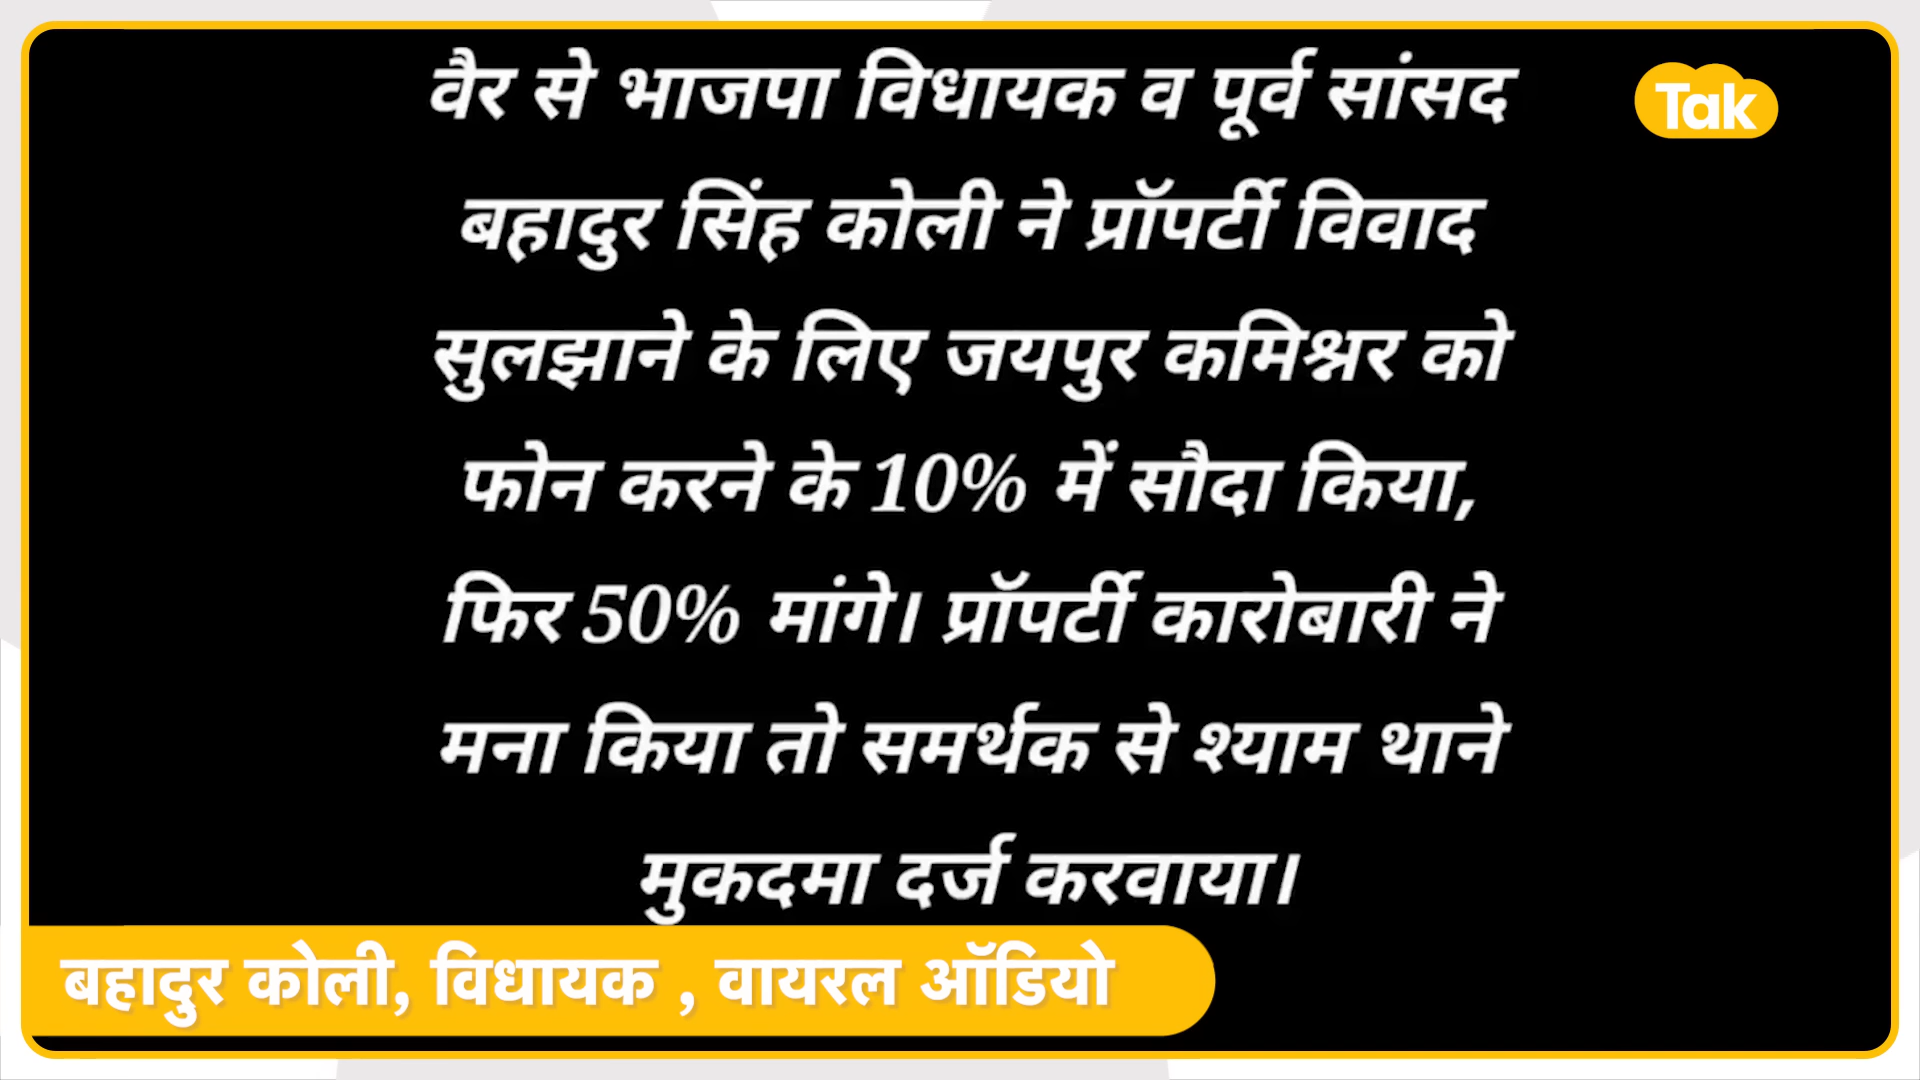 वैर से भाजपा विधायक व पूर्व सांसद
Tak
बहादुर सिंह कोली ने प्रॉपर्टी विवाद
सुलझाने के लिए जयपुर कमिश्नर को
फोन करने के 10% में सौदा किया,
फिर 50% मांगे। प्रॉपर्टी कारोबारी ने
मना किया तो समर्थक से श्याम थाने
मुकदमा दर्ज करवाया।
बहादुर कोली, विधायक , वायरल ऑडियो